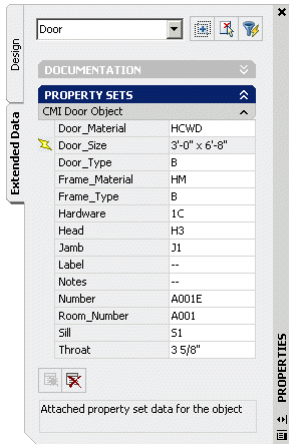 Design
Extended Data
Door
DOCUMENTATION
PROPERTY SETS
CMI Door Object
Door_Material HCWD
Door_Size 3'-0" x 6'-8"
Door_Type B
Frame_Material HM
Frame_Type B
Hardware 1C
Head H3
Jamb J1
Label --
Notes --
Number A001E
Room_Number A001
Sill S1
Throat 3 5/8"
Attached property set data for the object
PROPERTIES